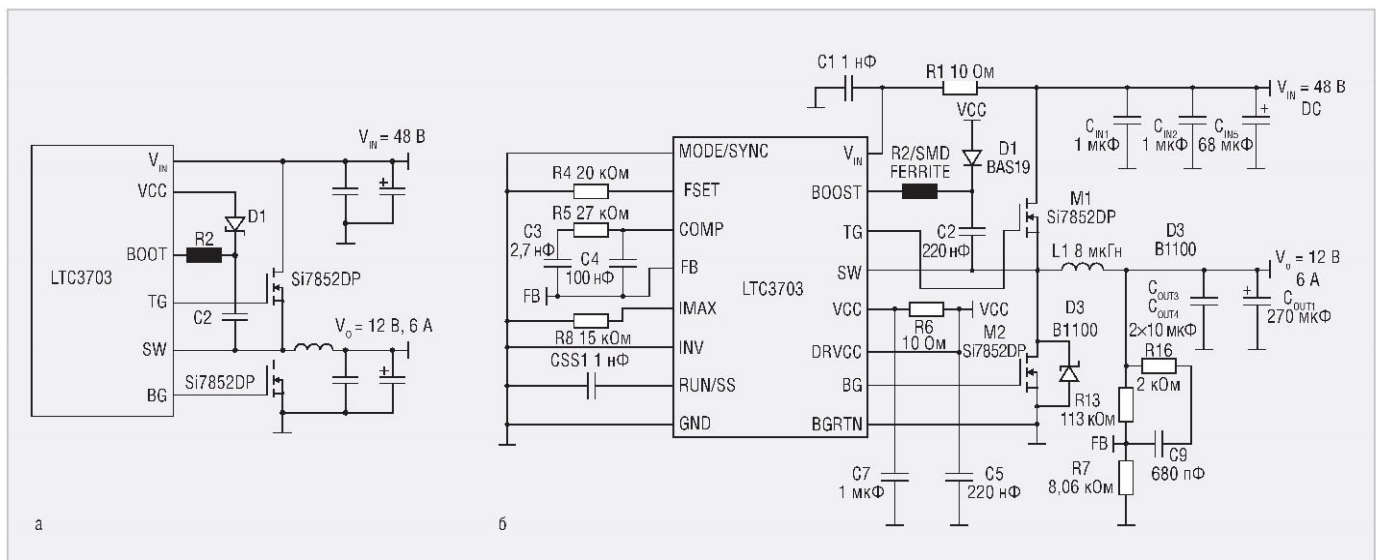 V_IN = 48 В
V_IN
VCC
D1
BOOT
R2
LTC3703
Si7852DP
TG
C2
V_o = 12 В, 6 А
SW
Si7852DP
BG
а
C1 1 нФ
R1 10 Ом
V_IN = 48 В
DC
VCC
C_IN1
1 мкФ
C_IN2
1 мкФ
C_IN5
68 мкФ
+
MODE/SYNC
V_IN
R2/SMD
FERRITE
D1
BAS19
R4 20 кОм
FSET
BOOST
M1
Si7852DP
R5 27 кОм
C3
2,7 нФ
COMP
TG
C2
220 нФ
D3
B1100
C4
100 нФ
FB
SW
L1 8 мкГн
V_o = 12 В
6 А
FB
LTC3703
IMAX
VCC
VCC
D3
B1100
C_OUT3
C_OUT4
2×10 мкФ
+
C_OUT1
270 мкФ
R8 15 кОм
R6
10 Ом
M2
Si7852DP
INV
DRVCC
R16
2 кОм
CSS1 1 нФ
RUN/SS
BG
R13
113 кОм
GND
BGRTN
FB
C9
680 пФ
C7
1 мкФ
C5
220 нФ
R7
8,06 кОм
б